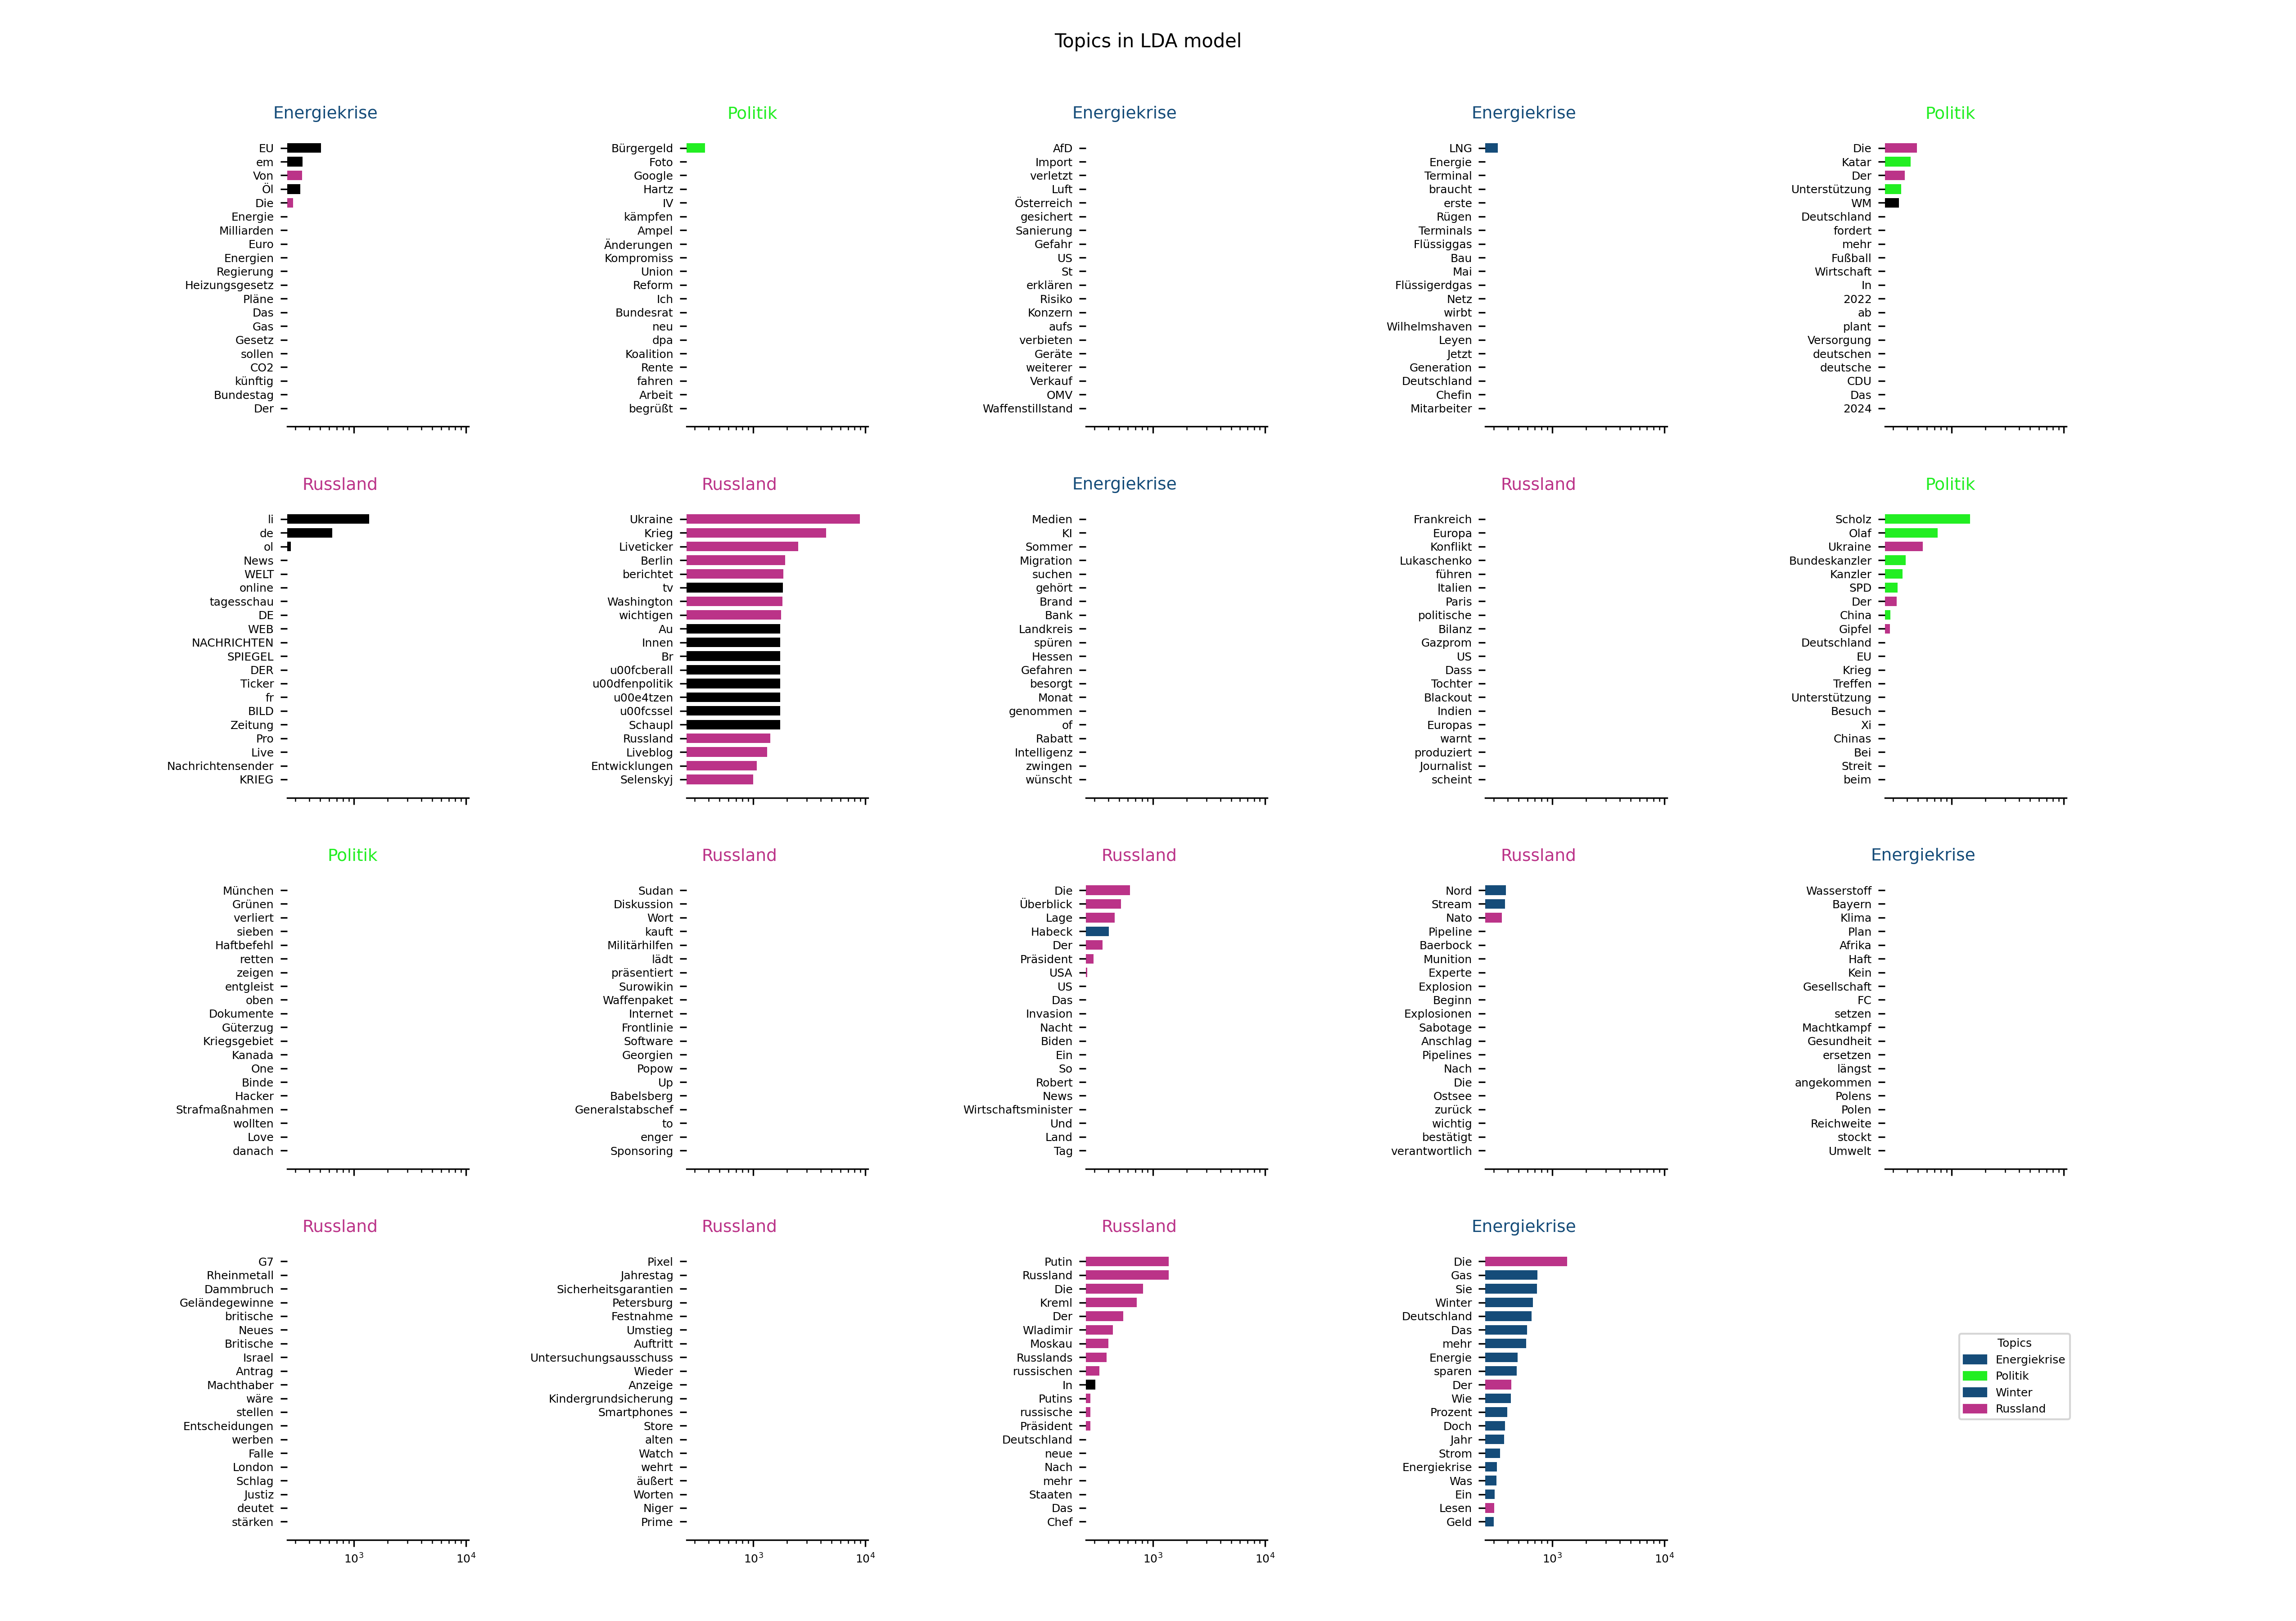 Topics in LDA model
Energiekrise
EU
em
Von
Öl
Die
Energie
Milliarden
Euro
Energien
Regierung
Heizungsgesetz
Pläne
Das
Gas
Gesetz
sollen
CO2
künftig
Bundestag
Der
Politik
Bürgergeld
Foto
Google
Hartz
IV
kämpfen
Ampel
Änderungen
Kompromiss
Union
Reform
Ich
Bundesrat
neu
dpa
Koalition
Rente
fahren
Arbeit
begrüßt
Energiekrise
AfD
Import
verletzt
Luft
Österreich
gesichert
Sanierung
Gefahr
US
St
erklären
Risiko
Konzern
aufs
verbieten
Geräte
weiterer
Verkauf
OMV
Waffenstillstand
Energiekrise
LNG
Energie
Terminal
braucht
erste
Rügen
Terminals
Flüssiggas
Bau
Mai
Flüssigerdgas
Netz
wirbt
Wilhelmshaven
Leyen
Jetzt
Generation
Deutschland
Chefin
Mitarbeiter
Politik
Die
Katar
Der
Unterstützung
WM
Deutschland
fordert
mehr
Fußball
Wirtschaft
In
2022
ab
plant
Versorgung
deutschen
deutsche
CDU
Das
2024
Russland
li
de
ol
News
WELT
online
tagesschau
DE
WEB
NACHRICHTEN
SPIEGEL
DER
Ticker
fr
BILD
Zeitung
Pro
Live
Nachrichtensender
KRIEG
Russland
Ukraine
Krieg
Liveticker
Berlin
berichtet
tv
Washington
wichtigen
Au
Innen
Br
u00fcberall
u00dfenpolitik
u00e4tzen
u00fcssel
Schaupl
Russland
Liveblog
Entwicklungen
Selenskyj
Energiekrise
Medien
KI
Sommer
Migration
suchen
gehört
Brand
Bank
Landkreis
spüren
Hessen
Gefahren
besorgt
Monat
genommen
of
Rabatt
Intelligenz
zwingen
wünscht
Russland
Frankreich
Europa
Konflikt
Lukaschenko
führen
Italien
Paris
politische
Bilanz
Gazprom
US
Dass
Tochter
Blackout
Indien
Europas
warnt
produziert
Journalist
scheint
Politik
Scholz
Olaf
Ukraine
Bundeskanzler
Kanzler
SPD
Der
China
Gipfel
Deutschland
EU
Krieg
Treffen
Unterstützung
Besuch
Xi
Chinas
Bei
Streit
beim
Politik
München
Grünen
verliert
sieben
Haftbefehl
retten
zeigen
entgleist
oben
Dokumente
Güterzug
Kriegsgebiet
Kanada
One
Binde
Hacker
Strafmaßnahmen
wollten
Love
danach
Russland
Sudan
Diskussion
Wort
kauft
Militärhilfen
lädt
präsentiert
Surowikin
Waffenpaket
Internet
Frontlinie
Software
Georgien
Popow
Up
Babelsberg
Generalstabschef
to
enger
Sponsoring
Russland
Die
Überblick
Lage
Habeck
Der
Präsident
USA
US
Das
Invasion
Nacht
Biden
Ein
So
Robert
News
Wirtschaftsminister
Und
Land
Tag
Russland
Nord
Stream
Nato
Pipeline
Baerbock
Munition
Experte
Explosion
Beginn
Explosionen
Sabotage
Anschlag
Pipelines
Nach
Die
Ostsee
zurück
wichtig
bestätigt
verantwortlich
Energiekrise
Wasserstoff
Bayern
Klima
Plan
Afrika
Haft
Kein
Gesellschaft
FC
setzen
Machtkampf
Gesundheit
ersetzen
längst
angekommen
Polens
Polen
Reichweite
stockt
Umwelt
Russland
G7
Rheinmetall
Dammbruch
Geländegewinne
britische
Neues
Britische
Israel
Antrag
Machthaber
wäre
stellen
Entscheidungen
werben
Falle
London
Schlag
Justiz
deutet
stärken
10³ 10⁴
Russland
Pixel
Jahrestag
Sicherheitsgarantien
Petersburg
Festnahme
Umstieg
Auftritt
Untersuchungsausschuss
Wieder
Anzeige
Kindergrundsicherung
Smartphones
Store
alten
Watch
wehrt
äußert
Worten
Niger
Prime
10³ 10⁴
Russland
Putin
Russland
Die
Kreml
Der
Wladimir
Moskau
Russlands
russischen
In
Putins
russische
Präsident
Deutschland
neue
Nach
mehr
Staaten
Das
Chef
10³ 10⁴
Energiekrise
Die
Gas
Sie
Winter
Deutschland
Das
mehr
Energie
sparen
Der
Wie
Prozent
Doch
Jahr
Strom
Energiekrise
Was
Ein
Lesen
Geld
10³ 10⁴
Topics
Energiekrise
Politik
Winter
Russland